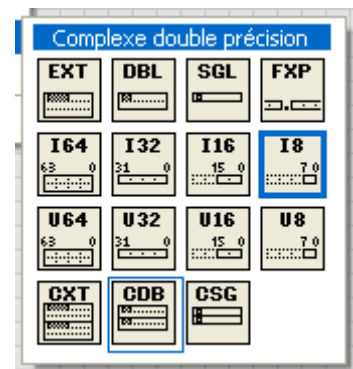 Complexe double précision
EXT DBL SGL FXP
I64 I32 I16 I8
63 0 31 0 15 0 7 0
U64 U32 U16 U8
63 0 31 0 15 0 7 0
CXT CDB CSG